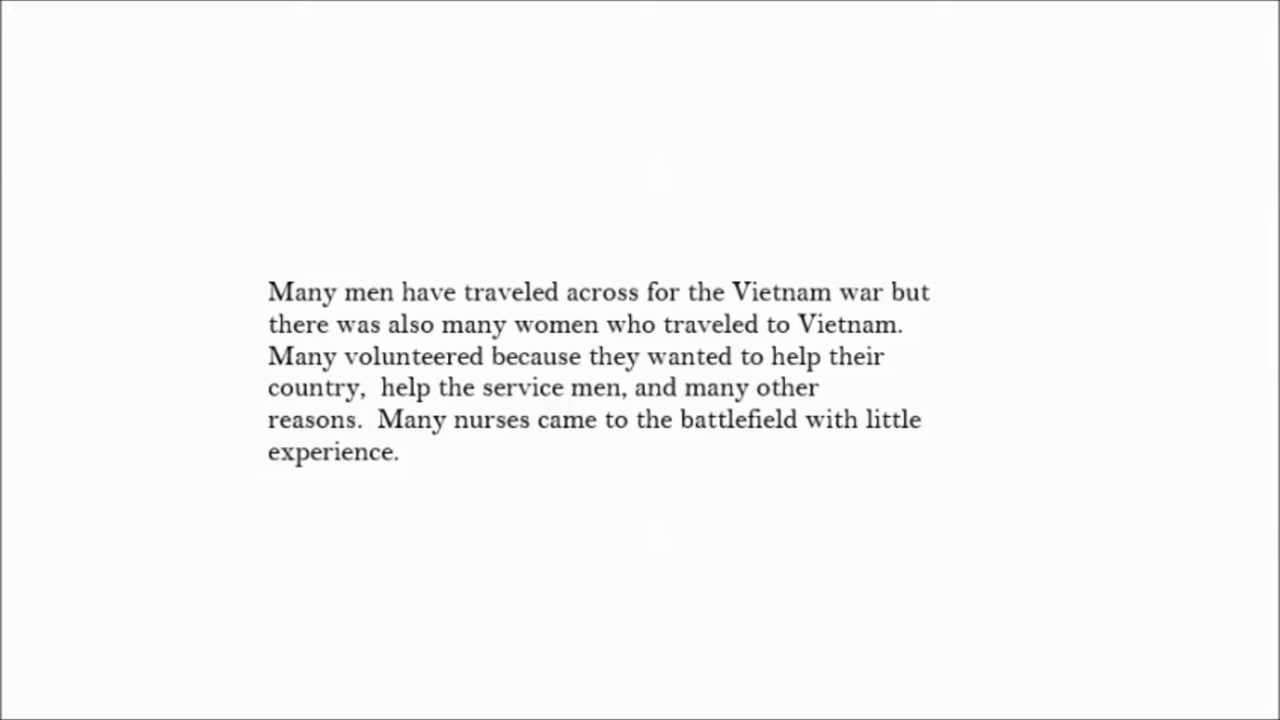 Many men have traveled across for the Vietnam war but
there was also many women who traveled to Vietnam.
Many volunteered because they wanted to help their
country,  help the service men, and many other
reasons.  Many nurses came to the battlefield with little
experience.